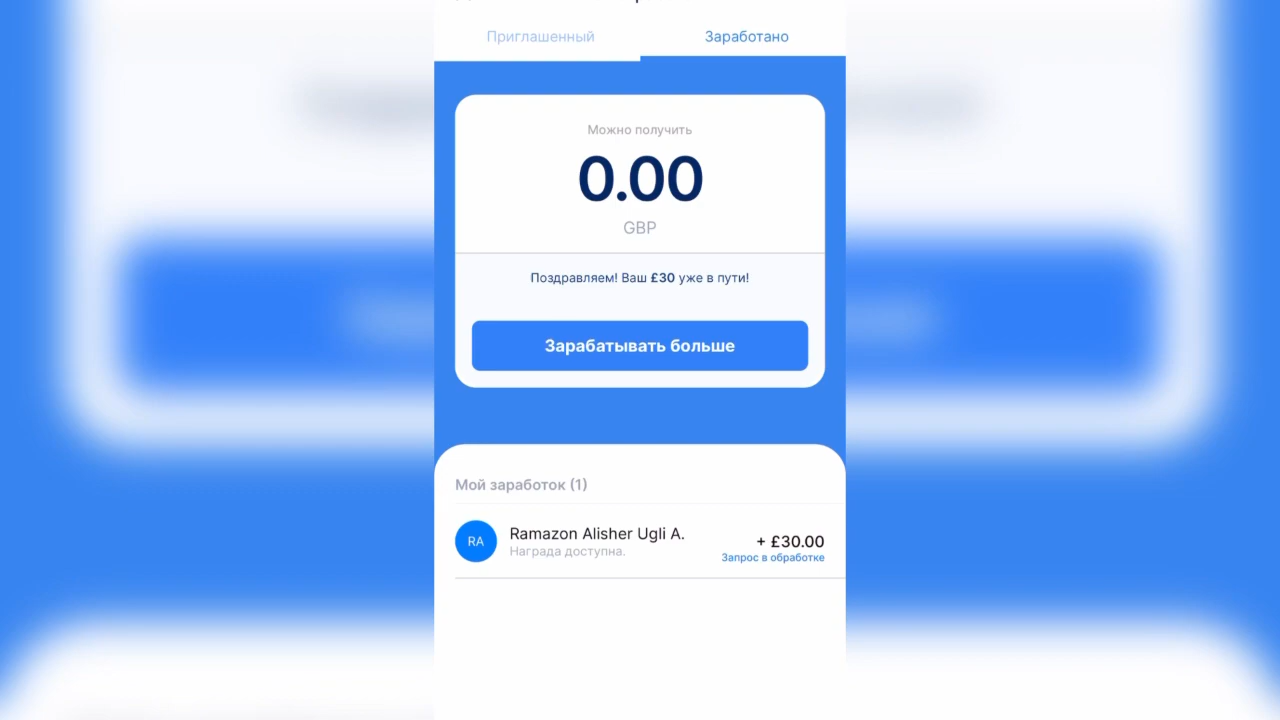 Приглашенный
Заработано
Можно получить
0.00
GBP
Поздравляем! Ваш £30 уже в пути!
Зарабатывать больше
Мой заработок (1)
RA
Ramazon Alisher Ugli A.
Награда доступна.
+ £30.00
Запрос в обработке